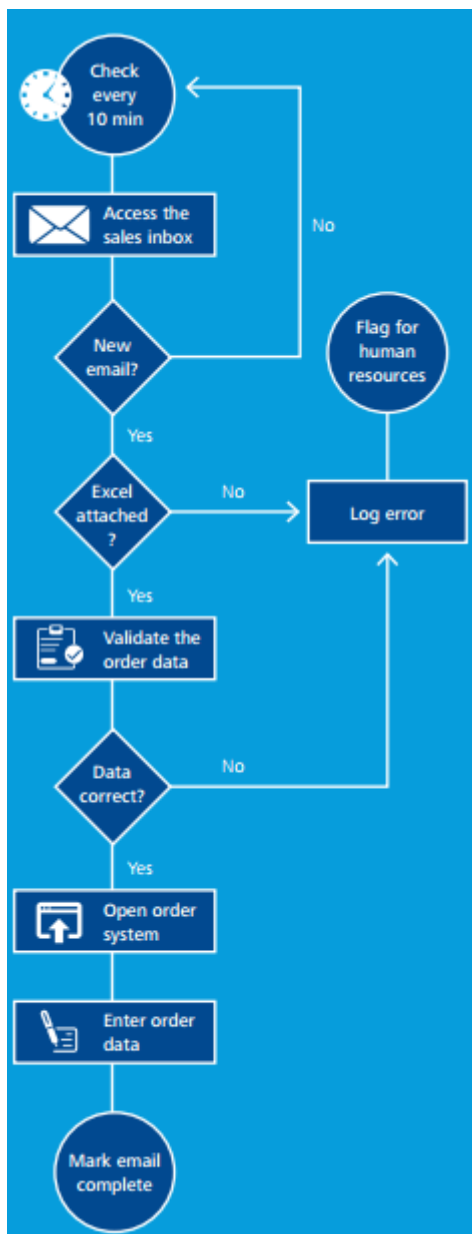 Check
every
10 min
Access the
sales inbox
No
New
email?
Flag for
human
resources
Yes
Excel
attached
?
No
Log error
Yes
Validate the
order data
Data
correct?
No
Yes
Open order
system
Enter order
data
Mark email
complete